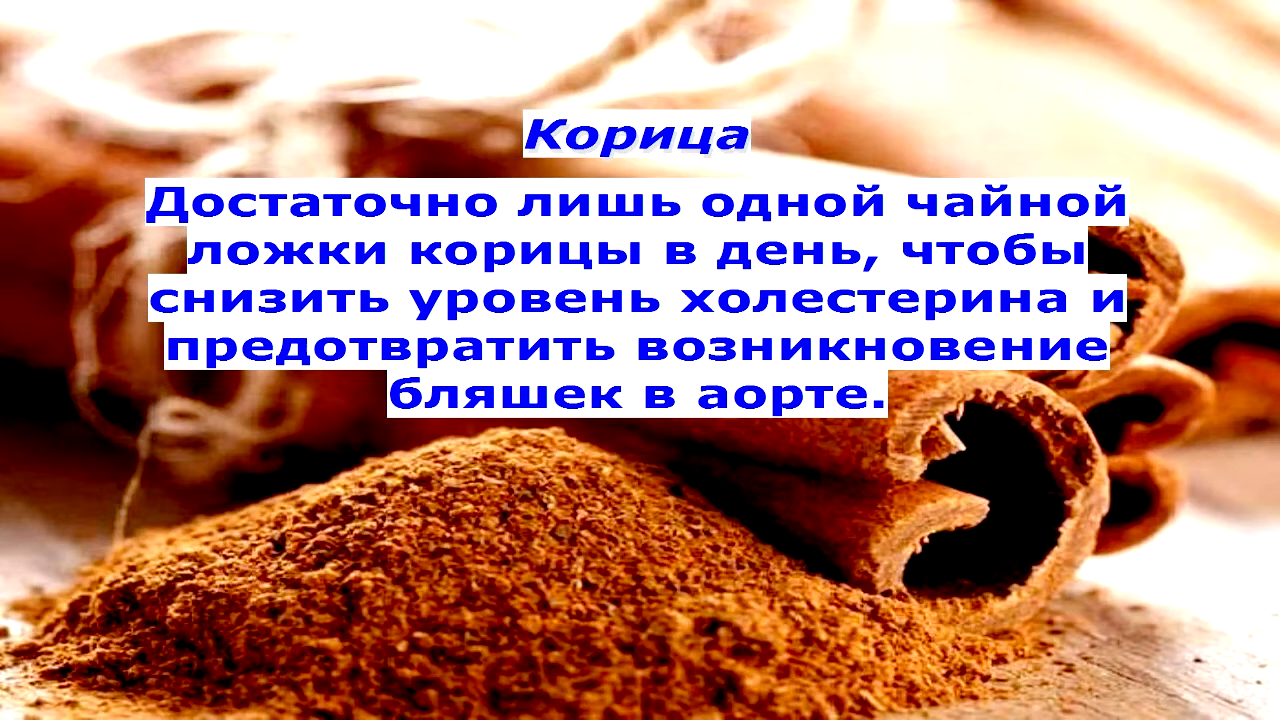 Корица
Достаточно лишь одной чайной
ложки корицы в день, чтобы
снизить уровень холестерина и
предотвратить возникновение
бляшек в аорте.